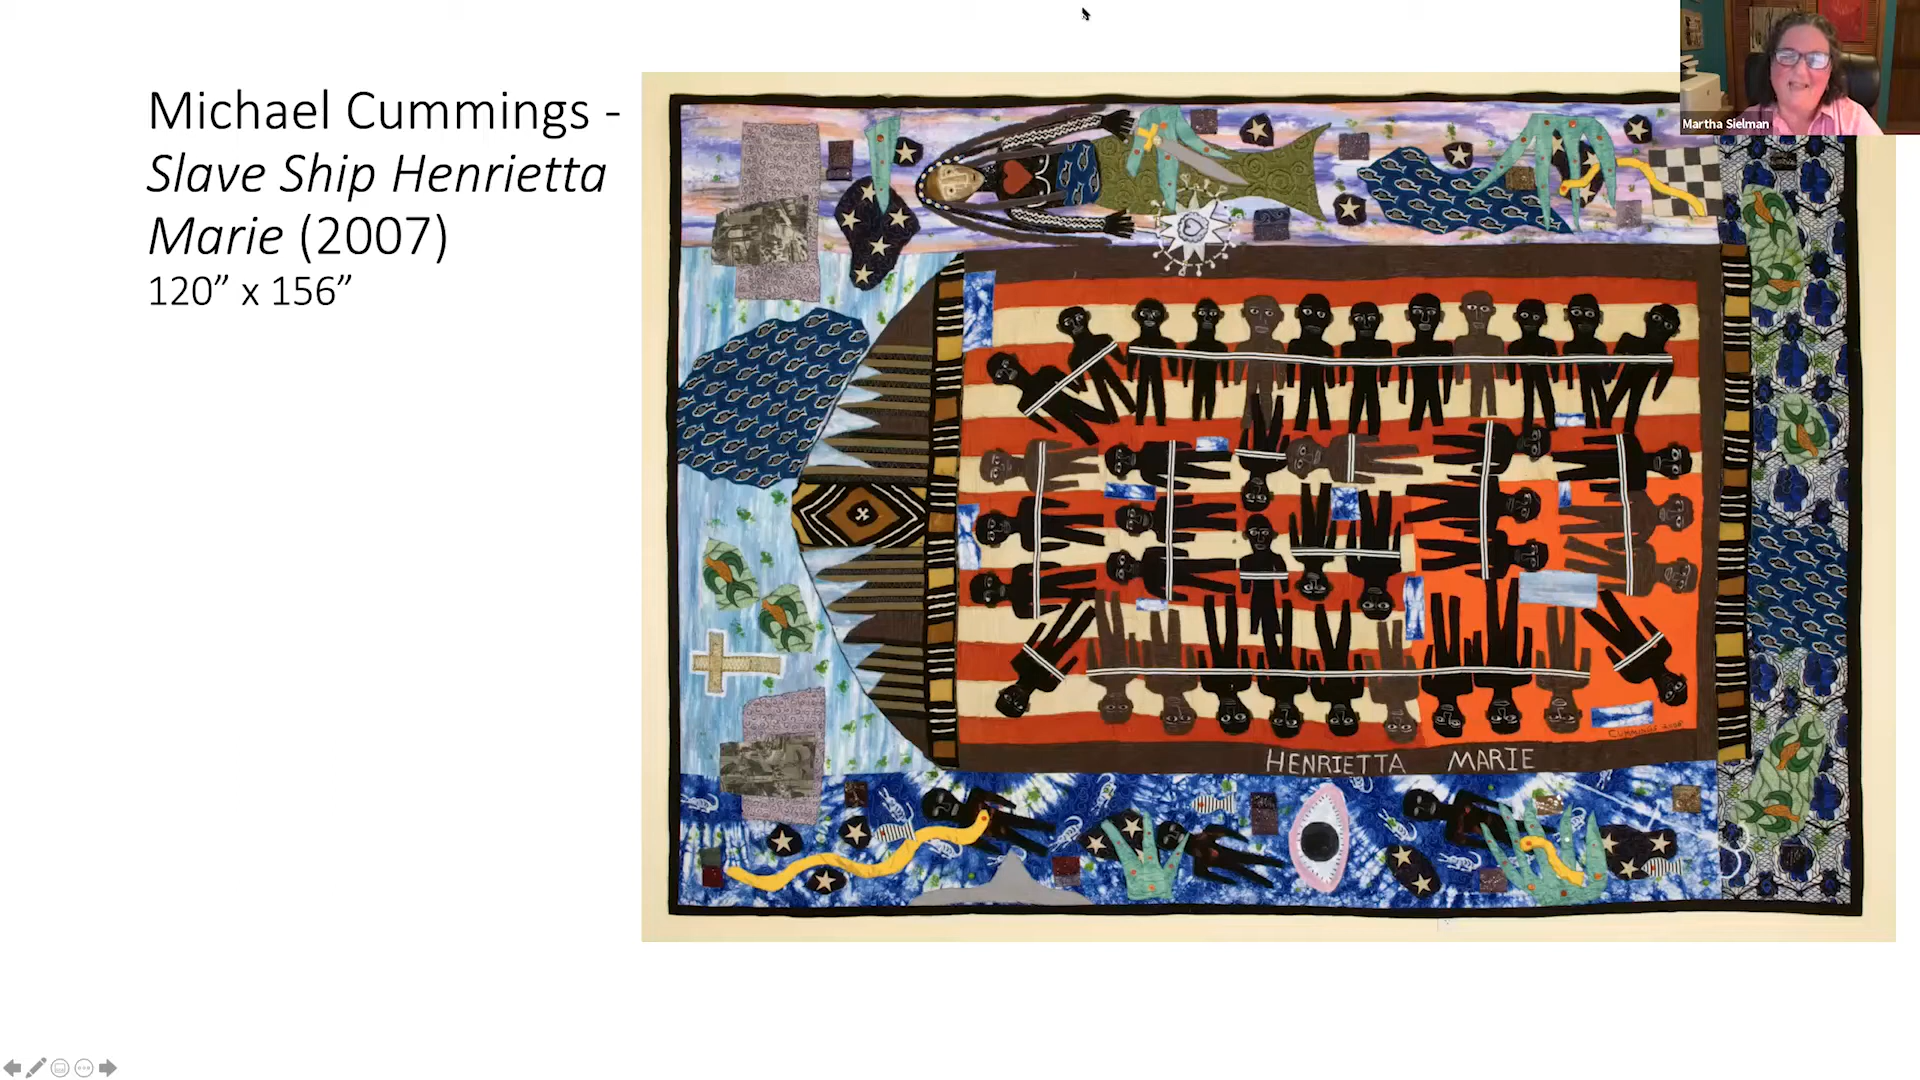 Michael Cummings -
Slave Ship Henrietta
Marie (2007)
120” x 156”
Martha Sielman
HENRIETTA MARIE